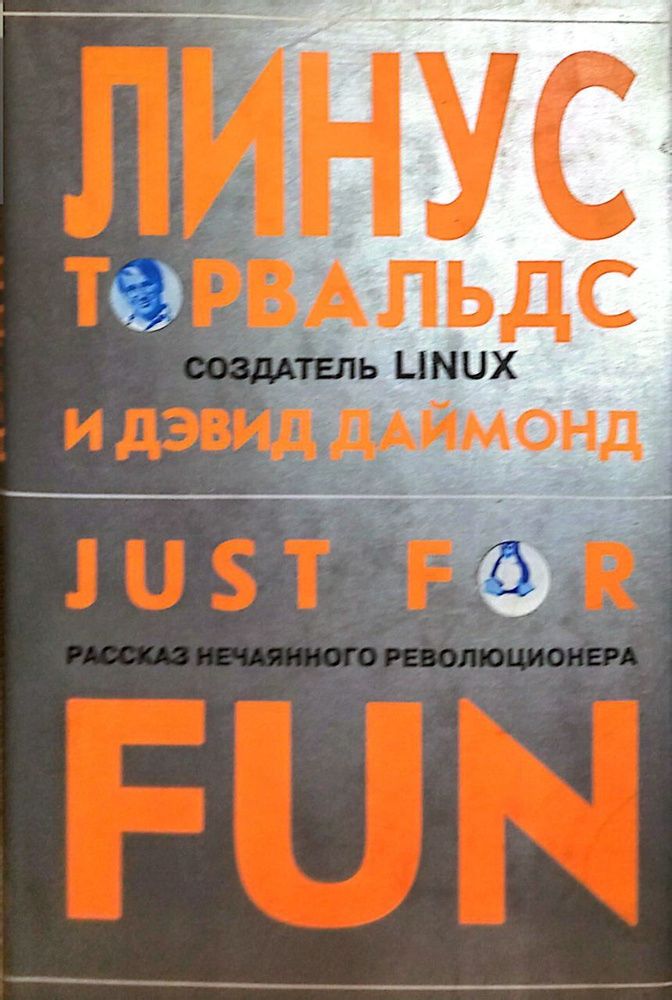 ЛИНУС
ТОРВАЛЬДС
СОЗДАТЕЛЬ LINUX
И ДЭВИД ДАЙМОНД
JUST FOR
РАССКАЗ НЕЧАЯННОГО РЕВОЛЮЦИОНЕРА
FUN